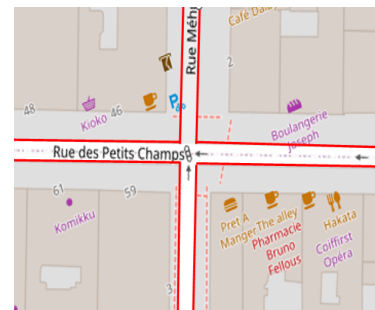 Café Dai
Rue Méh
2
48
Kioko
46
P
Boulangerie
Joseph
Rue des Petits Champs
61
59
Komikku
Pret A
Manger
The alley
Pharmacie
Bruno
Fellous
Hakata
Coiffirst
Opéra
3